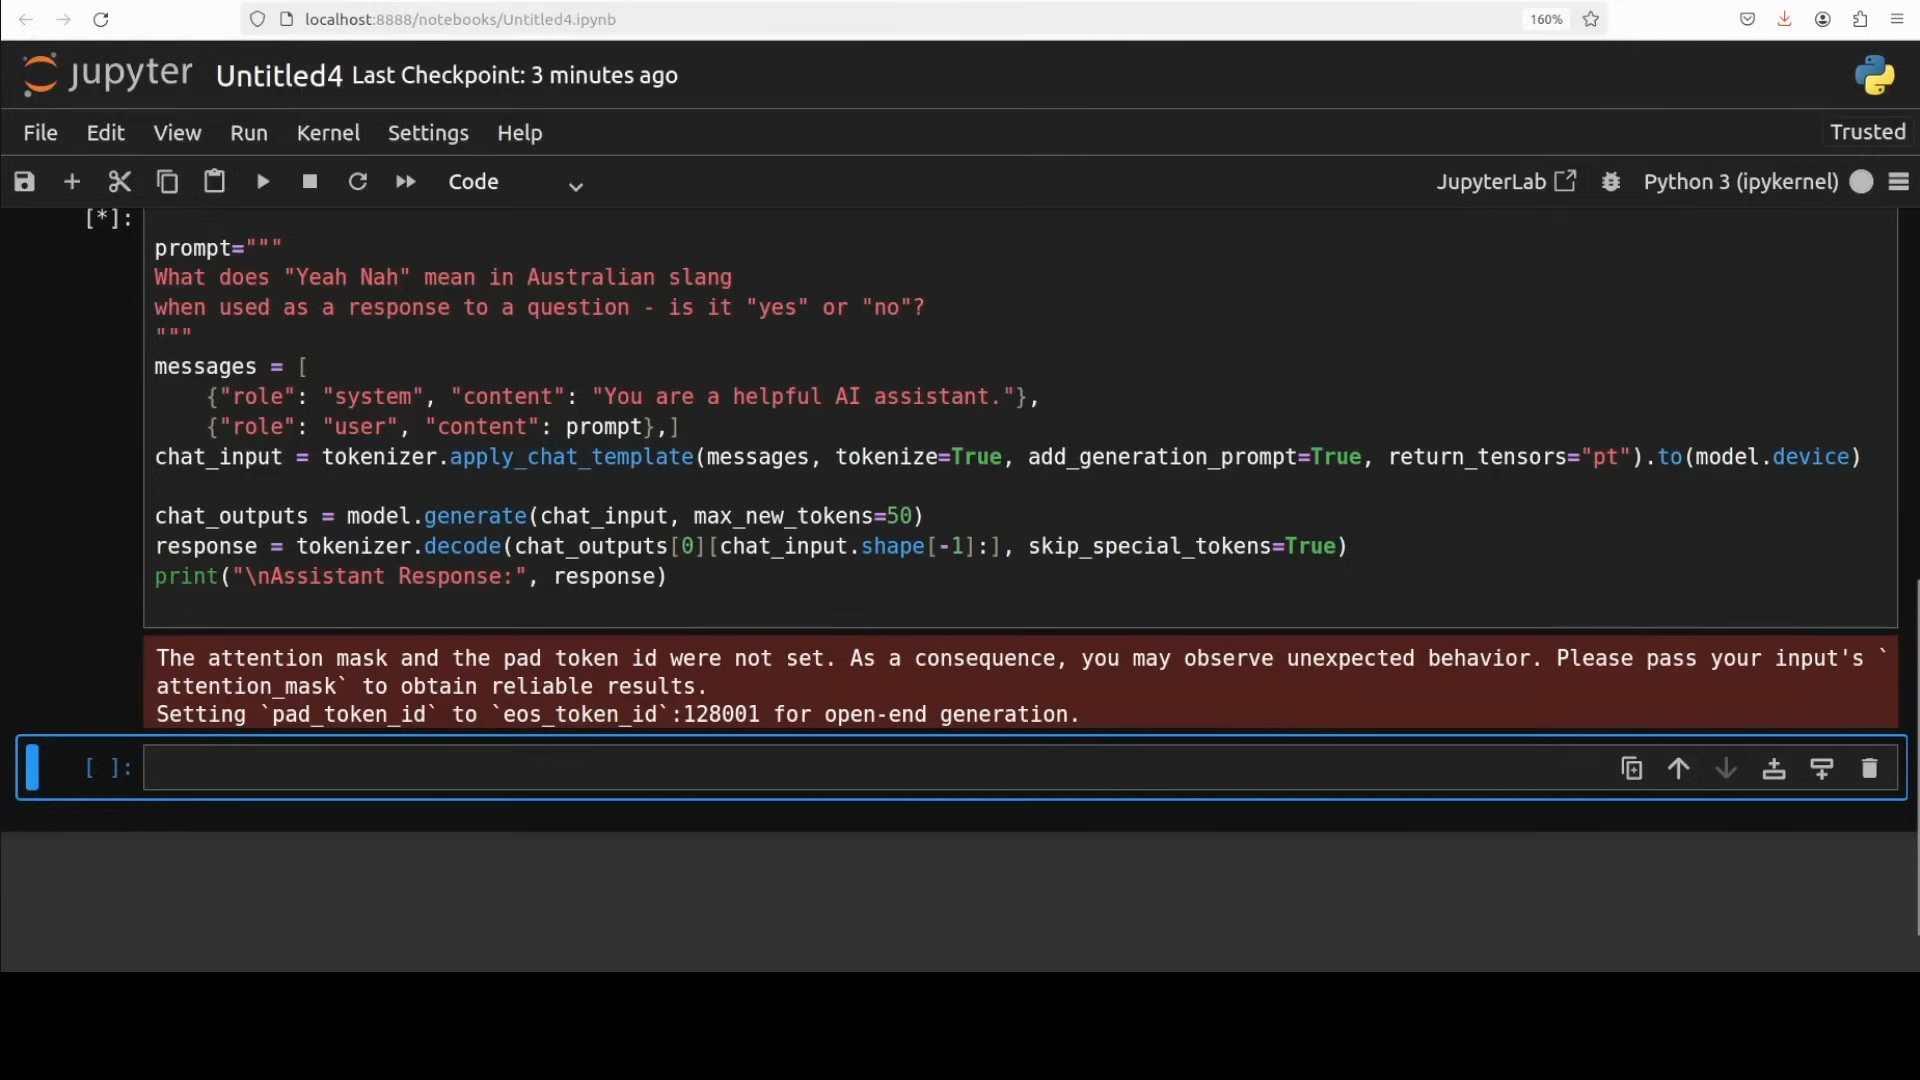 localhost:8888/notebooks/Untitled4.ipynb
160%
jupyter Untitled4 Last Checkpoint: 3 minutes ago
File Edit View Run Kernel Settings Help
Trusted
Code
JupyterLab
Python 3 (ipykernel)
[*]:
prompt="""
What does "Yeah Nah" mean in Australian slang
when used as a response to a question - is it "yes" or "no"?
"""
messages = [
    {"role": "system", "content": "You are a helpful AI assistant."},
    {"role": "user", "content": prompt},]
chat_input = tokenizer.apply_chat_template(messages, tokenize=True, add_generation_prompt=True, return_tensors="pt").to(model.device)
chat_outputs = model.generate(chat_input, max_new_tokens=50)
response = tokenizer.decode(chat_outputs[0][chat_input.shape[-1]:], skip_special_tokens=True)
print("\nAssistant Response:", response)
The attention mask and the pad token id were not set. As a consequence, you may observe unexpected behavior. Please pass your input's `
attention_mask` to obtain reliable results.
Setting `pad_token_id` to `eos_token_id`:128001 for open-end generation.
[ ]: